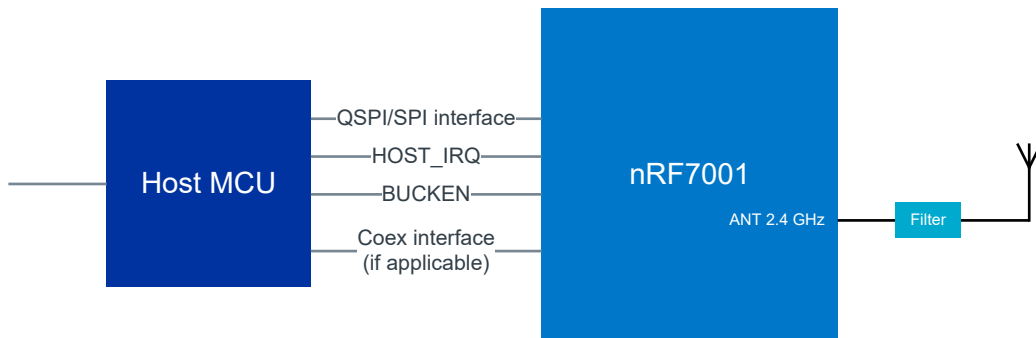 Host MCU
QSPI/SPI interface
HOST_IRQ
BUCKEN
Coex interface
(if applicable)
nRF7001
ANT 2.4 GHz
Filter